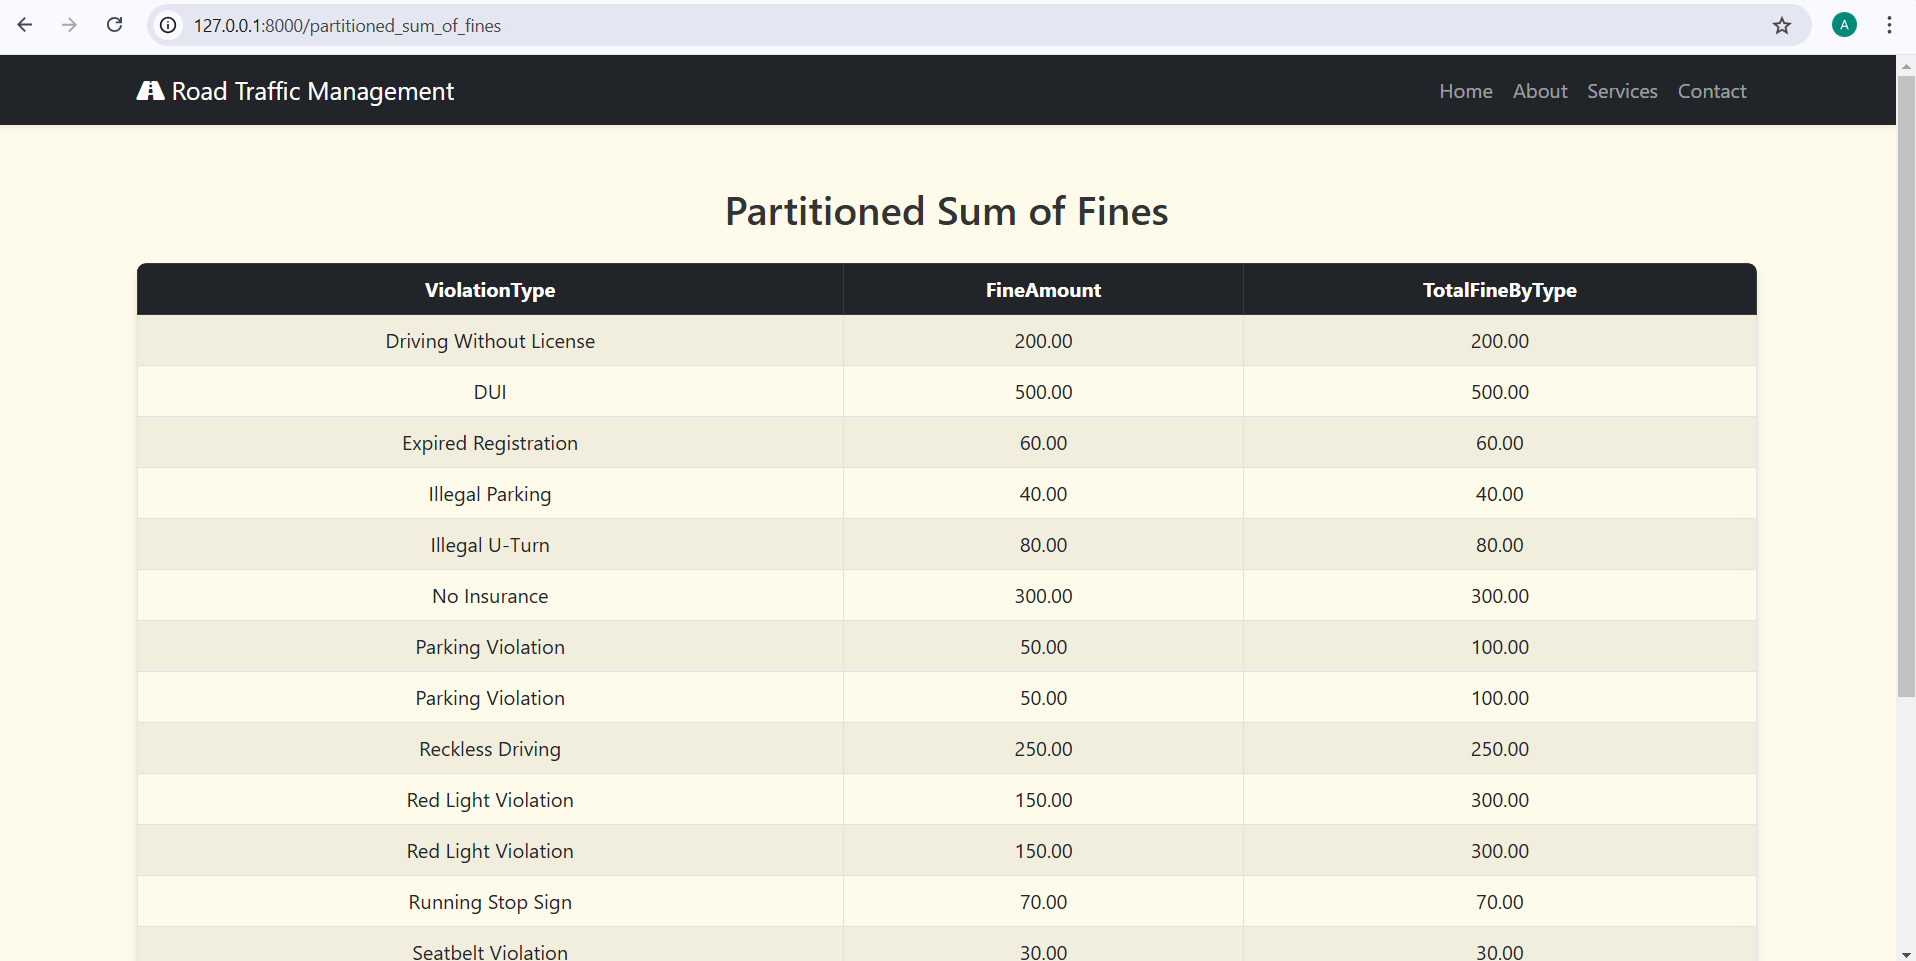 127.0.0.1:8000/partitioned_sum_of_fines
A
Road Traffic Management
Home About Services Contact
Partitioned Sum of Fines
ViolationType FineAmount TotalFineByType
Driving Without License 200.00 200.00
DUI 500.00 500.00
Expired Registration 60.00 60.00
Illegal Parking 40.00 40.00
Illegal U-Turn 80.00 80.00
No Insurance 300.00 300.00
Parking Violation 50.00 100.00
Parking Violation 50.00 100.00
Reckless Driving 250.00 250.00
Red Light Violation 150.00 300.00
Red Light Violation 150.00 300.00
Running Stop Sign 70.00 70.00
Seatbelt Violation 30.00 30.00